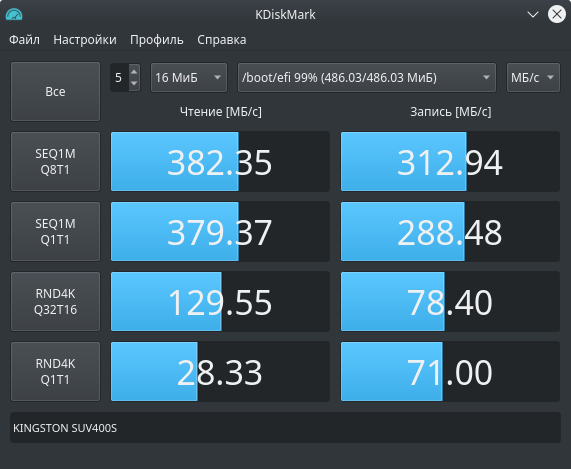 KDiskMark
Файл Настройки Профиль Справка
Все 5 16 МиБ /boot/efi 99% (486.03/486.03 МиБ) МБ/с
Чтение [МБ/с] Запись [МБ/с]
SEQ1M
Q8T1
382.35 312.94
SEQ1M
Q1T1
379.37 288.48
RND4K
Q32T16
129.55 78.40
RND4K
Q1T1
28.33 71.00
KINGSTON SUV400S